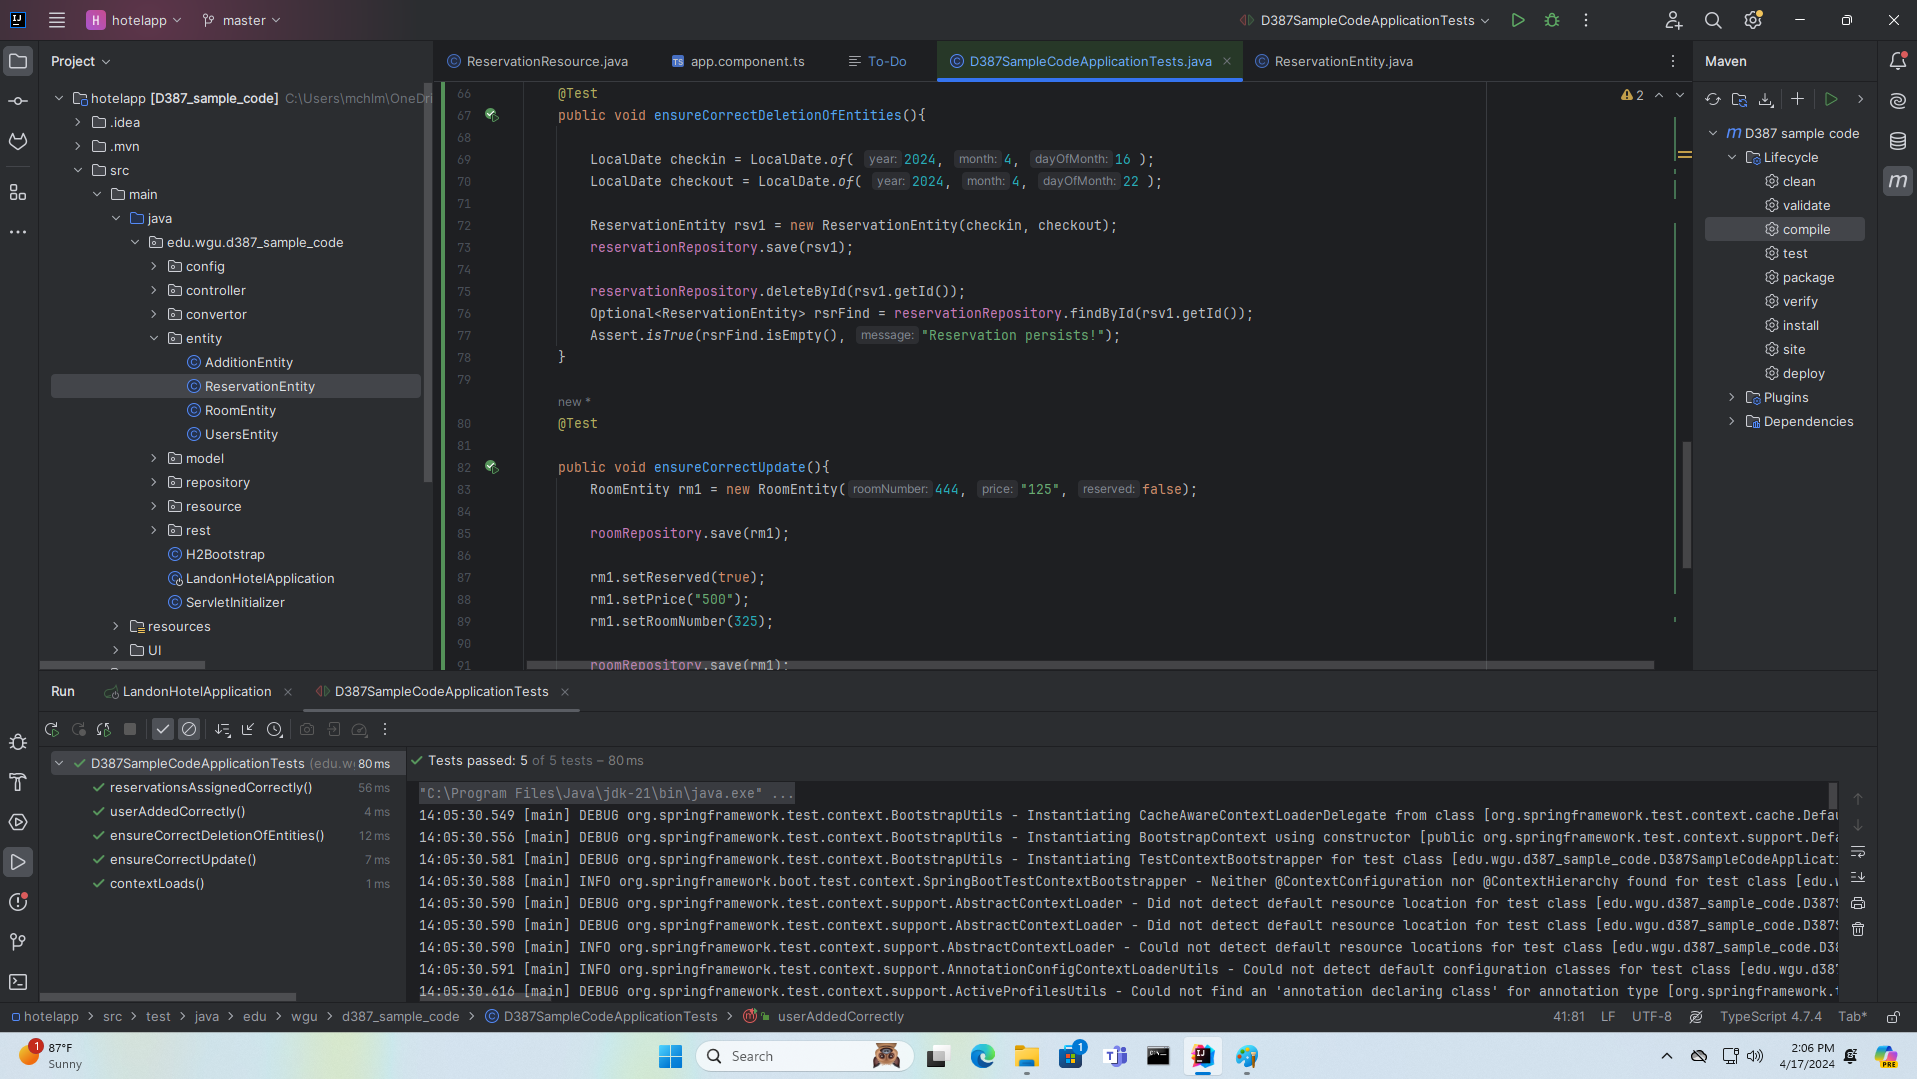 H hotelapp master D387SampleCodeApplicationTests
Project
hotelapp [D387_sample_code] C:\Users\mchlm\OneDri
.idea
.mvn
src
main
java
edu.wgu.d387_sample_code
config
controller
convertor
entity
AdditionEntity
ReservationEntity
RoomEntity
UsersEntity
model
repository
resource
rest
H2Bootstrap
LandonHotelApplication
ServletInitializer
resources
UI
ReservationResource.java app.component.ts To-Do D387SampleCodeApplicationTests.java ReservationEntity.java
2
66 @Test
67 public void ensureCorrectDeletionOfEntities(){
68
69 LocalDate checkin = LocalDate.of( year: 2024, month: 4, dayOfMonth: 16 );
70 LocalDate checkout = LocalDate.of( year: 2024, month: 4, dayOfMonth: 22 );
71
72 ReservationEntity rsv1 = new ReservationEntity(checkin, checkout);
73 reservationRepository.save(rsv1);
74
75 reservationRepository.deleteById(rsv1.getId());
76 Optional<ReservationEntity> rsrFind = reservationRepository.findById(rsv1.getId());
77 Assert.isTrue(rsrFind.isEmpty(), message: "Reservation persists!");
78 }
79
new *
80 @Test
81
82 public void ensureCorrectUpdate(){
83 RoomEntity rm1 = new RoomEntity( roomNumber: 444, price: "125", reserved: false);
84
85 roomRepository.save(rm1);
86
87 rm1.setReserved(true);
88 rm1.setPrice("500");
89 rm1.setRoomNumber(325);
90
91 roomRepository.save(rm1);
Maven
m D387 sample code
Lifecycle
clean
validate
compile
test
package
verify
install
site
deploy
Plugins
Dependencies
m
Run LandonHotelApplication D387SampleCodeApplicationTests
D387SampleCodeApplicationTests (edu.w 80 ms
reservationsAssignedCorrectly() 56 ms
userAddedCorrectly() 4 ms
ensureCorrectDeletionOfEntities() 12 ms
ensureCorrectUpdate() 7 ms
contextLoads() 1 ms
Tests passed: 5 of 5 tests – 80 ms
"C:\Program Files\Java\jdk-21\bin\java.exe" ...
14:05:30.549 [main] DEBUG org.springframework.test.context.BootstrapUtils - Instantiating CacheAwareContextLoaderDelegate from class [org.springframework.test.context.cache.Defau
14:05:30.556 [main] DEBUG org.springframework.test.context.BootstrapUtils - Instantiating BootstrapContext using constructor [public org.springframework.test.context.support.Defa
14:05:30.581 [main] DEBUG org.springframework.test.context.BootstrapUtils - Instantiating TestContextBootstrapper for test class [edu.wgu.d387_sample_code.D387SampleCodeApplicati
14:05:30.588 [main] INFO org.springframework.boot.test.context.SpringBootTestContextBootstrapper - Neither @ContextConfiguration nor @ContextHierarchy found for test class [edu.w
14:05:30.590 [main] DEBUG org.springframework.test.context.support.AbstractContextLoader - Did not detect default resource location for test class [edu.wgu.d387_sample_code.D387S
14:05:30.590 [main] DEBUG org.springframework.test.context.support.AbstractContextLoader - Did not detect default resource location for test class [edu.wgu.d387_sample_code.D387S
14:05:30.590 [main] INFO org.springframework.test.context.support.AbstractContextLoader - Could not detect default resource locations for test class [edu.wgu.d387_sample_code.D38
14:05:30.591 [main] INFO org.springframework.test.context.support.AnnotationConfigContextLoaderUtils - Could not detect default configuration classes for test class [edu.wgu.d387
14:05:30.616 [main] DEBUG org.springframework.test.context.support.ActiveProfilesUtils - Could not find an 'annotation declaring class' for annotation type [org.springframework.t
hotelapp > src > test > java > edu > wgu > d387_sample_code > D387SampleCodeApplicationTests > userAddedCorrectly 41:81 LF UTF-8 TypeScript 4.7.4 Tab*
1 87°F
Sunny
Search
1
2:06 PM
4/17/2024
PRE